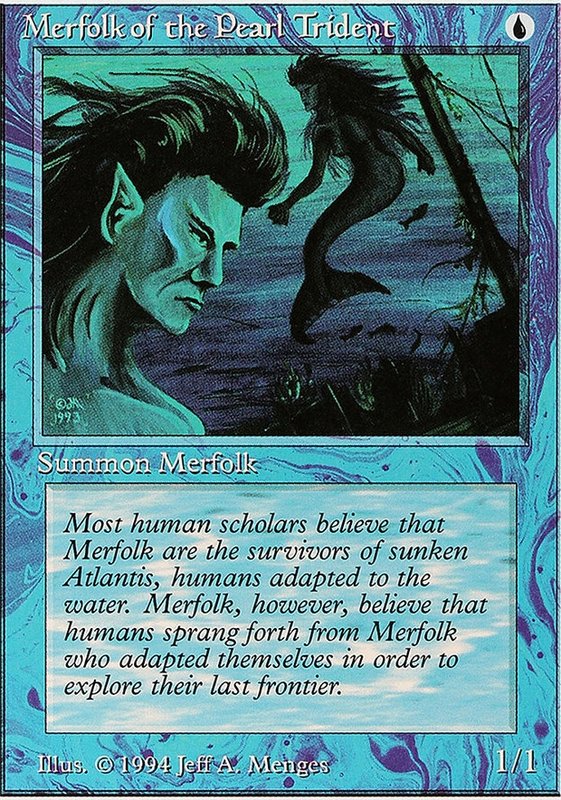 Merfolk of the Pearl Trident
1993
Summon Merfolk
Most human scholars believe that
Merfolk are the survivors of sunken
Atlantis, humans adapted to the
water. Merfolk, however, believe that
humans sprang forth from Merfolk
who adapted themselves in order to
explore their last frontier.
Illus. © 1994 Jeff A. Menges
1/1